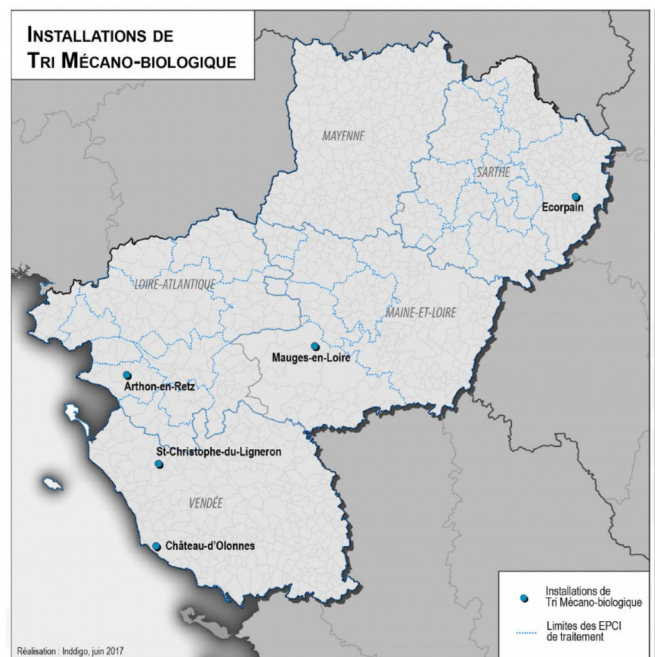 INSTALLATIONS DE
TRI MÉCANO-BIOLOGIQUE
MAYENNE
SARTHE
Ecorpain
LOIRE-ATLANTIQUE
MAINE-ET-LOIRE
Mauges-en-Loire
Arthon-en-Retz
St-Christophe-du-Ligneron
VENDÉE
Château-d'Olonnes
Installations de
Tri Mécano-biologique
Limites des EPCI
de traitement
Réalisation : Inddigo, juin 2017